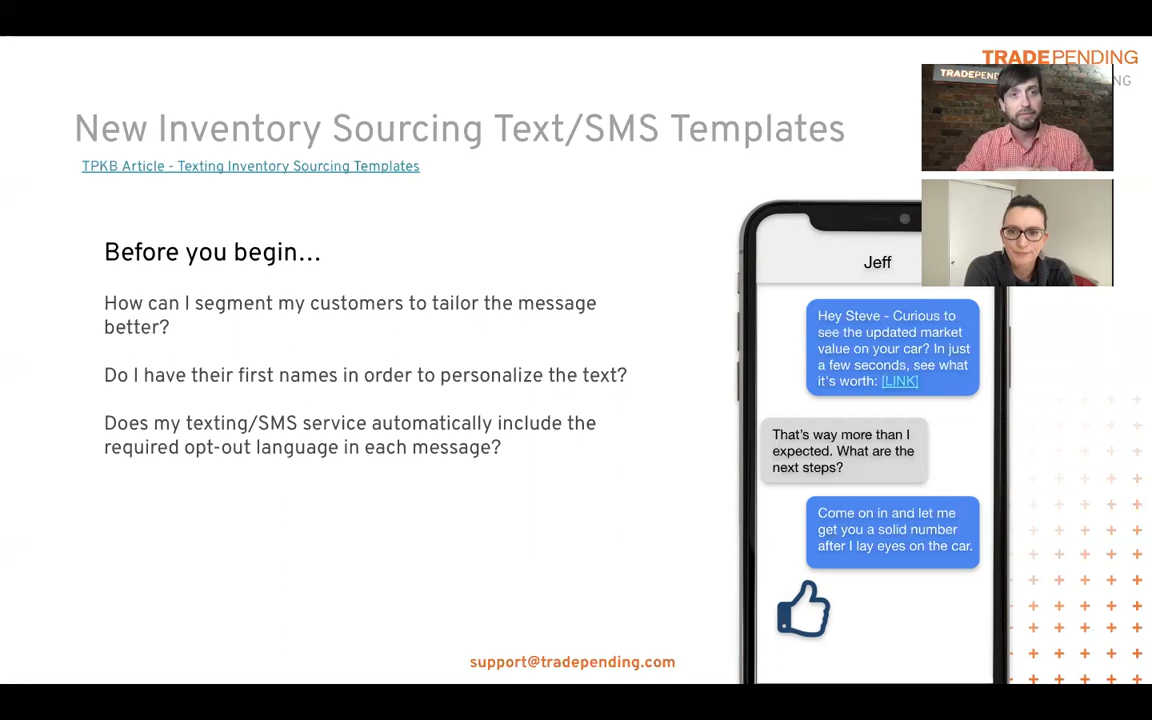 TRADEPENDING
TRADEPEND
NG
New Inventory Sourcing Text/SMS Templates
TPKB Article - Texting Inventory Sourcing Templates
Before you begin...
How can I segment my customers to tailor the message
better?
Do I have their first names in order to personalize the text?
Does my texting/SMS service automatically include the
required opt-out language in each message?
Jeff
Hey Steve - Curious to
see the updated market
value on your car? In just
a few seconds, see what
it's worth: [LINK]
That's way more than I
expected. What are the
next steps?
Come on in and let me
get you a solid number
after I lay eyes on the car.
support@tradepending.com